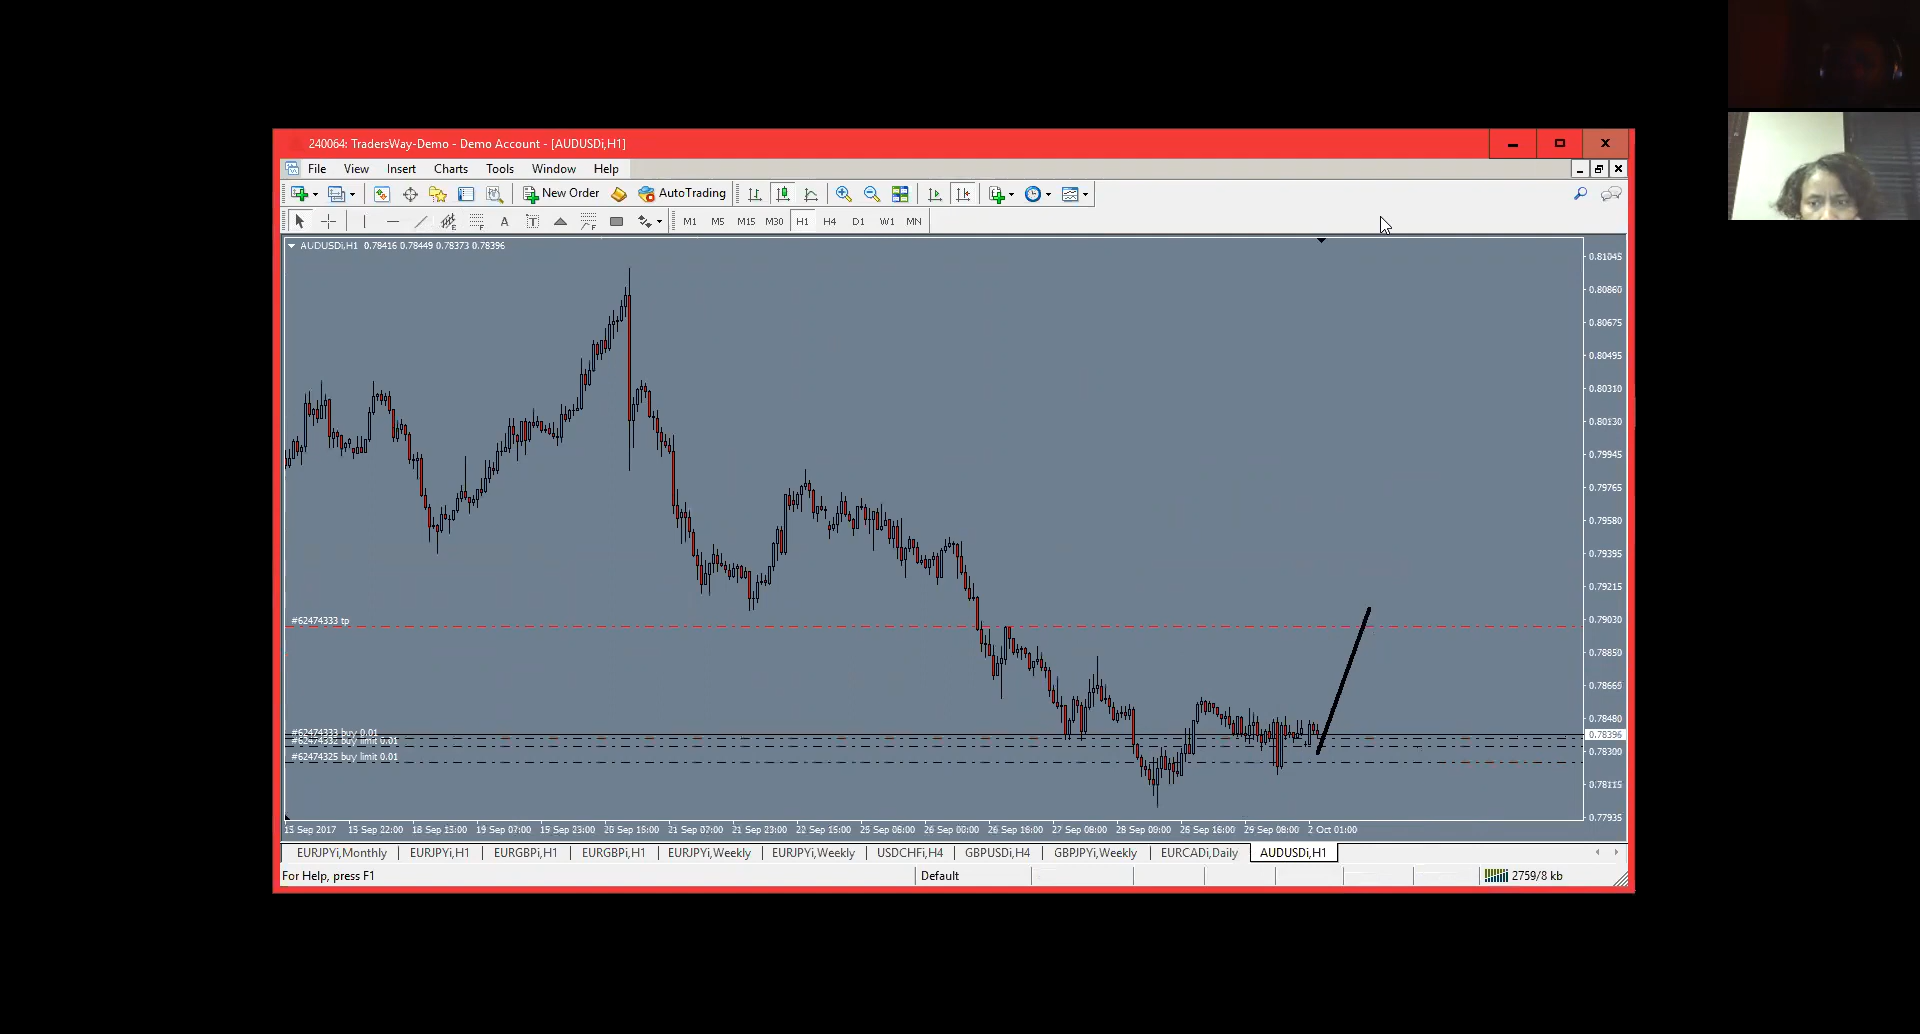 240064: TradersWay-Demo - Demo Account - [AUDUSDi,H1]
File View Insert Charts Tools Window Help
New Order AutoTrading
A T M1 M5 M15 M30 H1 H4 D1 W1 MN
AUDUSDi,H1 0.78416 0.78449 0.78373 0.78396
0.81045
0.80860
0.80675
0.80495
0.80310
0.80130
0.79945
0.79765
0.79580
0.79395
0.79215
#62474333 tp
0.79030
0.78850
0.78665
0.78480
#62474333 buy 0.01
0.78396
#62474332 buy limit 0.01
0.78300
#62474325 buy limit 0.01
0.78115
0.77935
15 Sep 2017 15 Sep 22:00 18 Sep 15:00 19 Sep 07:00 19 Sep 23:00 20 Sep 15:00 21 Sep 07:00 21 Sep 23:00 22 Sep 15:00 25 Sep 08:00 26 Sep 00:00 26 Sep 16:00 27 Sep 08:00 28 Sep 00:00 28 Sep 16:00 29 Sep 08:00 2 Oct 01:00
EURJPYi,Monthly EURJPYi,H1 EURGBPi,H1 EURGBPi,H1 EURJPYi,Weekly EURJPYi,Weekly USDCHFi,H4 GBPUSDi,H4 GBPJPYi,Weekly EURCADi,Daily AUDUSDi,H1
For Help, press F1 Default 2759/8 kb